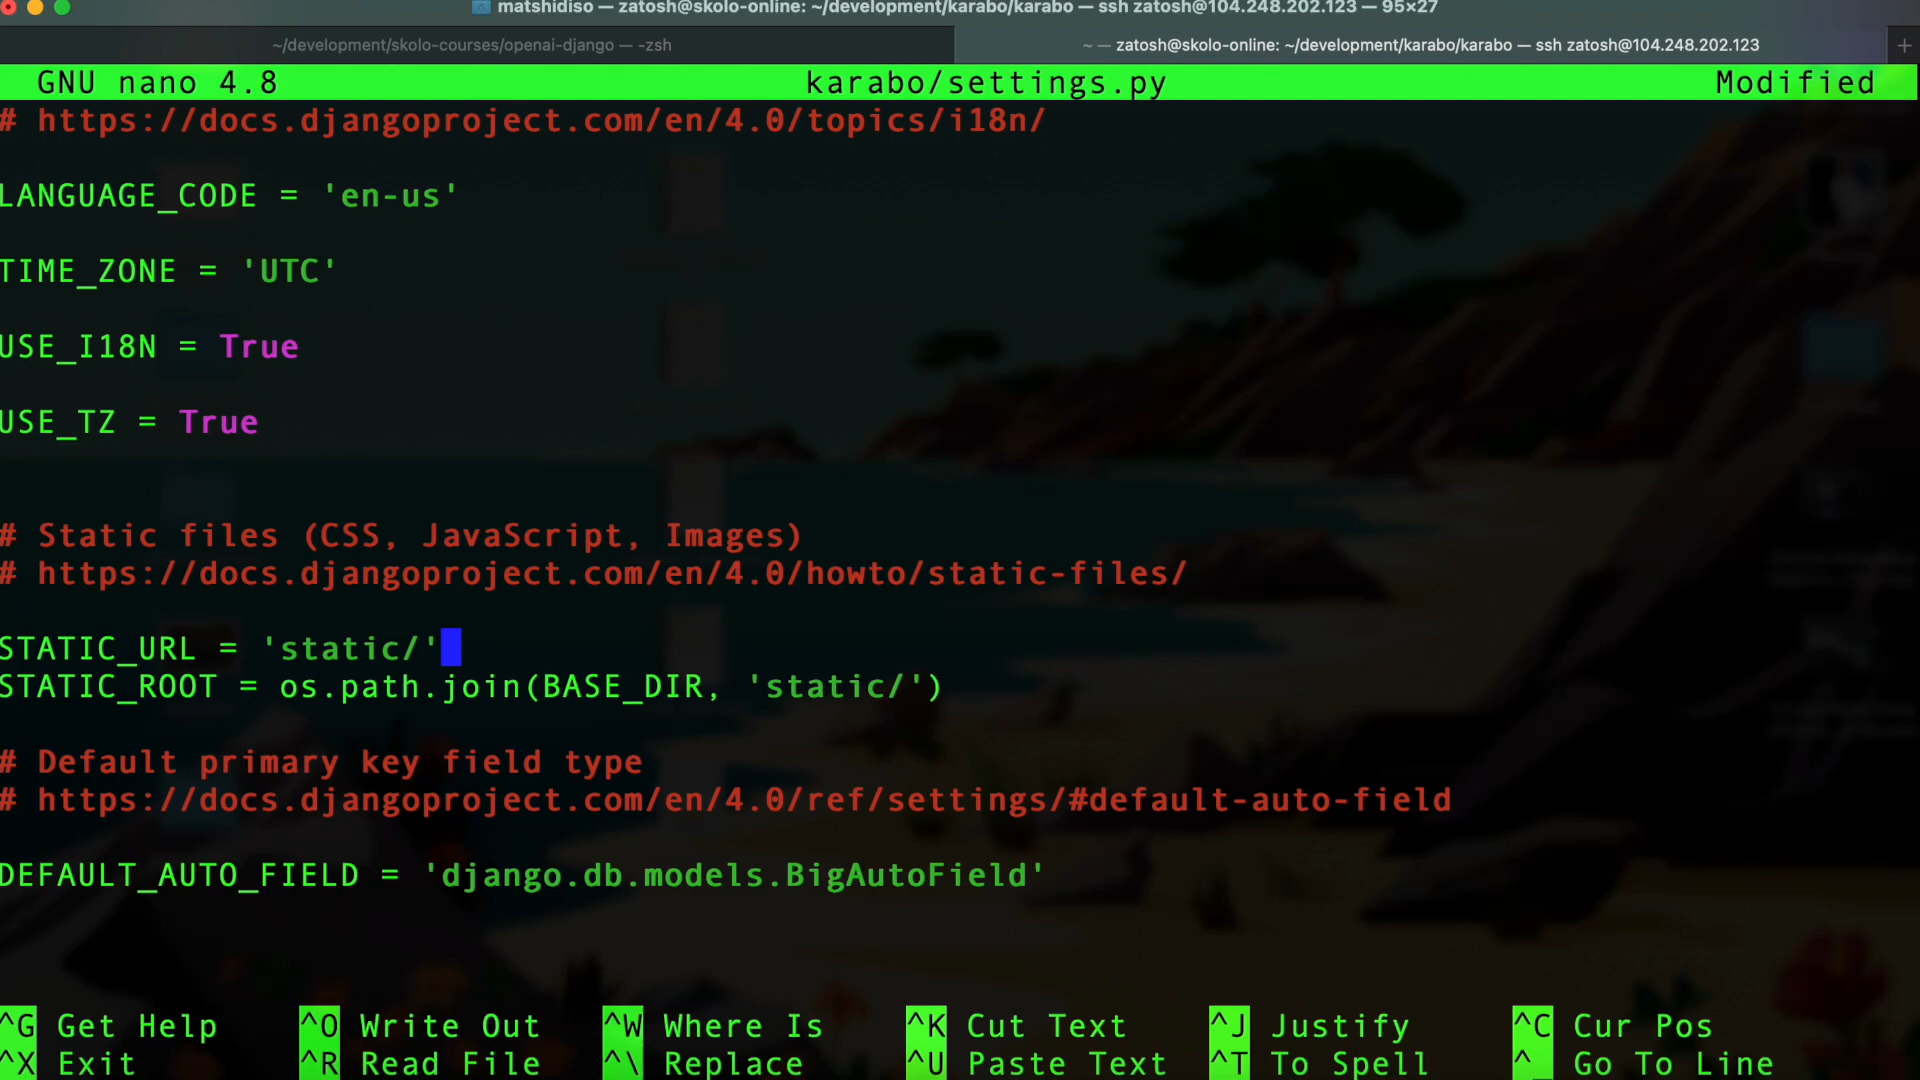 matshidiso — zatosh@skolo-online: ~/development/karabo/karabo — ssh zatosh@104.248.202.123 — 95×27
~/development/skolo-courses/openai-django — -zsh
~ — zatosh@skolo-online: ~/development/karabo/karabo — ssh zatosh@104.248.202.123 +
GNU nano 4.8 karabo/settings.py Modified
# https://docs.djangoproject.com/en/4.0/topics/i18n/
LANGUAGE_CODE = 'en-us'
TIME_ZONE = 'UTC'
USE_I18N = True
USE_TZ = True
# Static files (CSS, JavaScript, Images)
# https://docs.djangoproject.com/en/4.0/howto/static-files/
STATIC_URL = 'static/'
STATIC_ROOT = os.path.join(BASE_DIR, 'static/')
# Default primary key field type
# https://docs.djangoproject.com/en/4.0/ref/settings/#default-auto-field
DEFAULT_AUTO_FIELD = 'django.db.models.BigAutoField'
^G Get Help ^O Write Out ^W Where Is ^K Cut Text ^J Justify ^C Cur Pos
^X Exit ^R Read File ^\ Replace ^U Paste Text ^T To Spell ^_ Go To Line